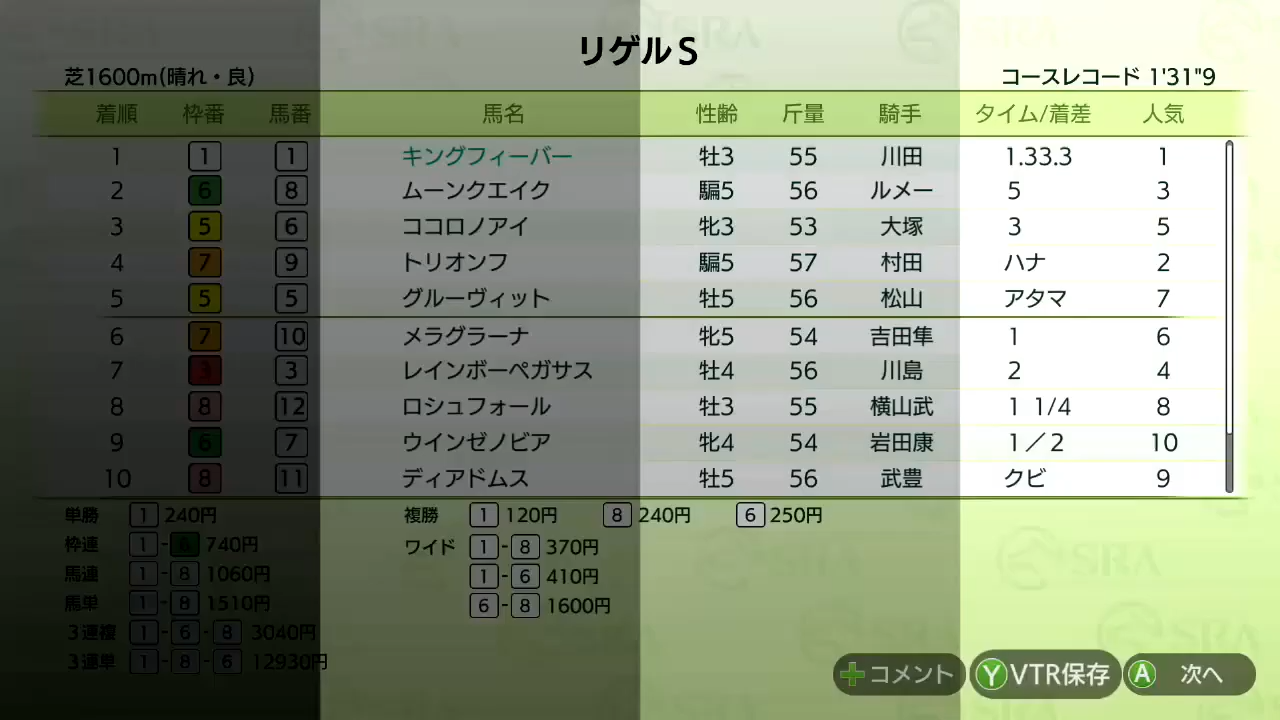 リゲルS
芝1600m(晴れ・良) コースレコード 1'31"9
着順 枠番 馬番 馬名 性齢 斤量 騎手 タイム/着差 人気
1 1 1 キングフィーバー 牡3 55 川田 1.33.3 1
2 6 8 ムーンクエイク 騸5 56 ルメー 5 3
3 5 6 ココロノアイ 牝3 53 大塚 3 5
4 7 9 トリオンフ 騸5 57 村田 ハナ 2
5 5 5 グルーヴィット 牡5 56 松山 アタマ 7
6 7 10 メラグラーナ 牝5 54 吉田隼 1 6
7 3 3 レインボーペガサス 牡4 56 川島 2 4
8 8 12 ロシュフォール 牡3 55 横山武 1 1/4 8
9 6 7 ウインゼノビア 牝4 54 岩田康 1/2 10
10 8 11 ディアドムス 牡5 56 武豊 クビ 9
単勝 1 240円 複勝 1 120円 8 240円 6 250円
枠連 1-6 740円 ワイド 1-8 370円
馬連 1-8 1060円 1-6 410円
馬単 1-8 1510円 6-8 1600円
3連複 1-6-8 3040円
3連単 1-8-6 12930円
コメント Y VTR保存 A 次へ